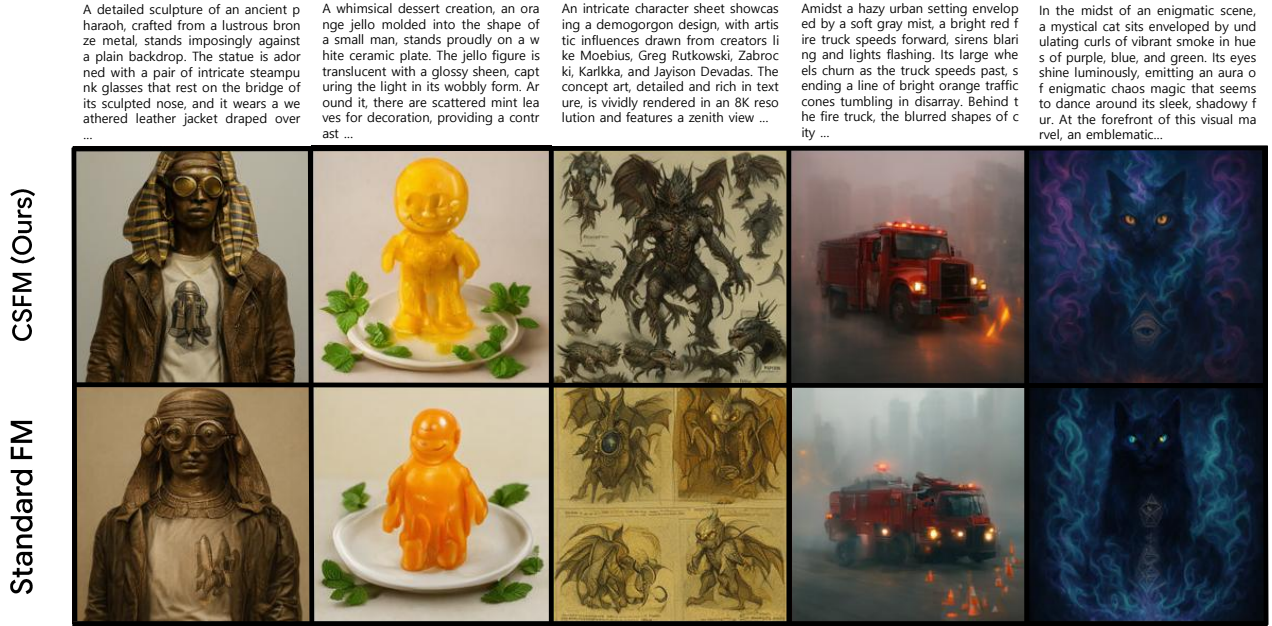 A detailed sculpture of an ancient p
haraoh, crafted from a lustrous bron
ze metal, stands imposingly against
a plain backdrop. The statue is ador
ned with a pair of intricate steampu
nk glasses that rest on the bridge of
its sculpted nose, and it wears a we
athered leather jacket draped over
...
A whimsical dessert creation, an ora
nge jello molded into the shape of
a small man, stands proudly on a w
hite ceramic plate. The jello figure is
translucent with a glossy sheen, capt
uring the light in its wobbly form. Ar
ound it, there are scattered mint lea
ves for decoration, providing a contr
ast ...
An intricate character sheet showcas
ing a demogorgon design, with artis
tic influences drawn from creators li
ke Moebius, Greg Rutkowski, Zabroc
ki, Karlkka, and Jayison Devadas. The
concept art, detailed and rich in text
ure, is vividly rendered in an 8K reso
lution and features a zenith view ...
Amidst a hazy urban setting envelop
ed by a soft gray mist, a bright red f
ire truck speeds forward, sirens blari
ng and lights flashing. Its large whe
els churn as the truck speeds past, s
ending a line of bright orange traffic
cones tumbling in disarray. Behind t
he fire truck, the blurred shapes of c
ity ...
In the midst of an enigmatic scene,
a mystical cat sits enveloped by und
ulating curls of vibrant smoke in hue
s of purple, blue, and green. Its eyes
shine luminously, emitting an aura o
f enigmatic chaos magic that seems
to dance around its sleek, shadowy f
ur. At the forefront of this visual ma
rvel, an emblematic...
CSFM (Ours)
Standard FM